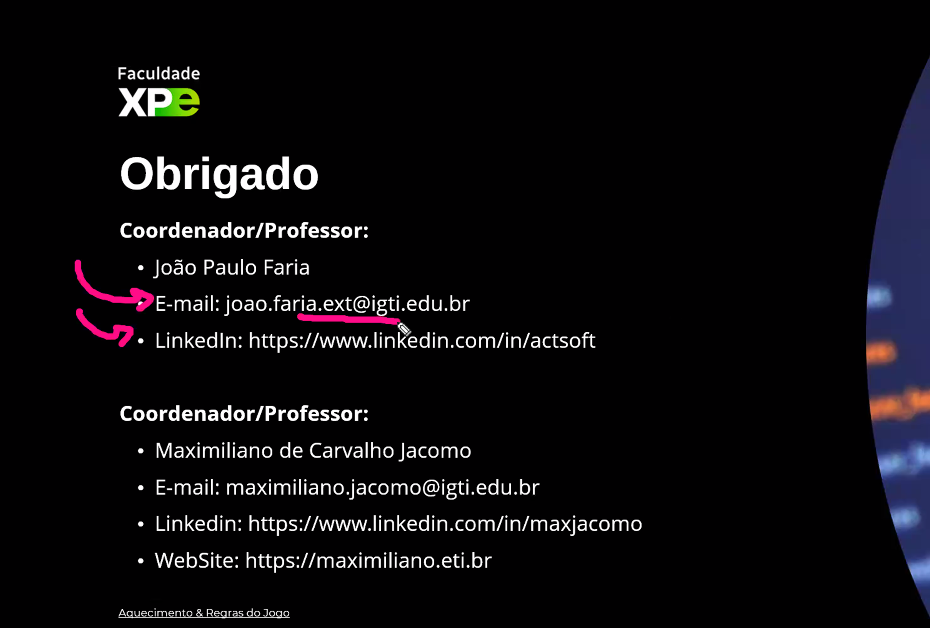 Faculdade
XPe
Obrigado
Coordenador/Professor:
• João Paulo Faria
• E-mail: joao.faria.ext@igti.edu.br
• LinkedIn: https://www.linkedin.com/in/actsoft
Coordenador/Professor:
• Maximiliano de Carvalho Jacomo
• E-mail: maximiliano.jacomo@igti.edu.br
• Linkedin: https://www.linkedin.com/in/maxjacomo
• WebSite: https://maximiliano.eti.br
Aquecimento & Regras do Jogo